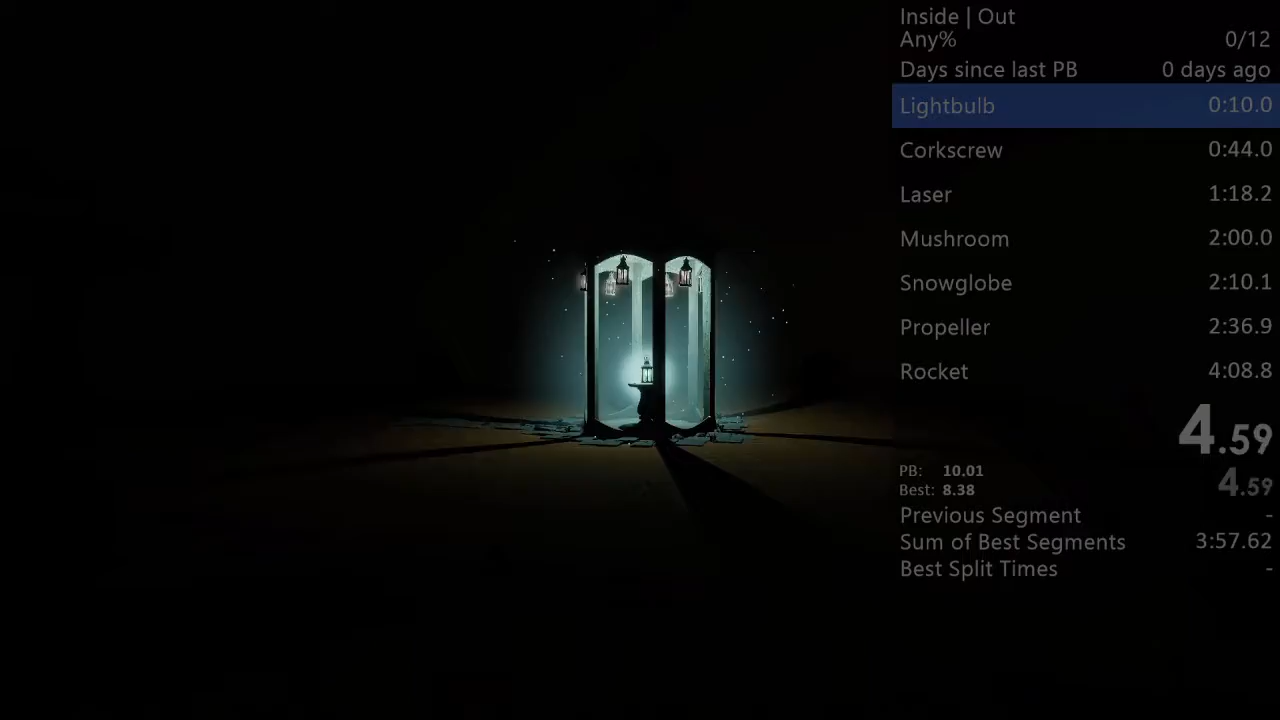 Inside | Out
Any% 0/12
Days since last PB 0 days ago
Lightbulb 0:10.0
Corkscrew 0:44.0
Laser 1:18.2
Mushroom 2:00.0
Snowglobe 2:10.1
Propeller 2:36.9
Rocket 4:08.8
4.59
PB: 10.01
4.59
Best: 8.38
Previous Segment -
Sum of Best Segments 3:57.62
Best Split Times -